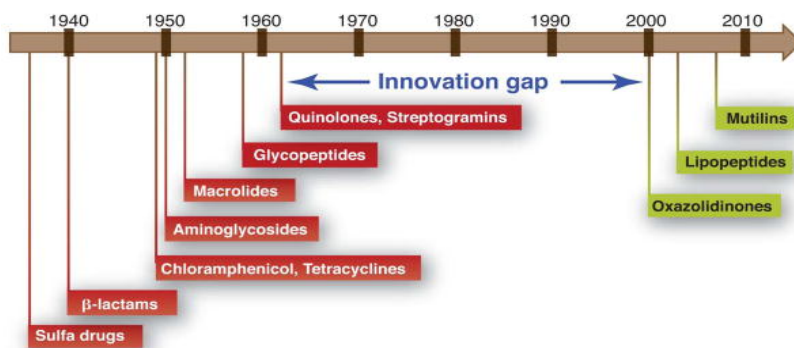 1940 1950 1960 1970 1980 1990 2000 2010
Innovation gap
Quinolones, Streptogramins
Mutilins
Glycopeptides
Lipopeptides
Macrolides
Oxazolidinones
Aminoglycosides
Chloramphenicol, Tetracyclines
β-lactams
Sulfa drugs